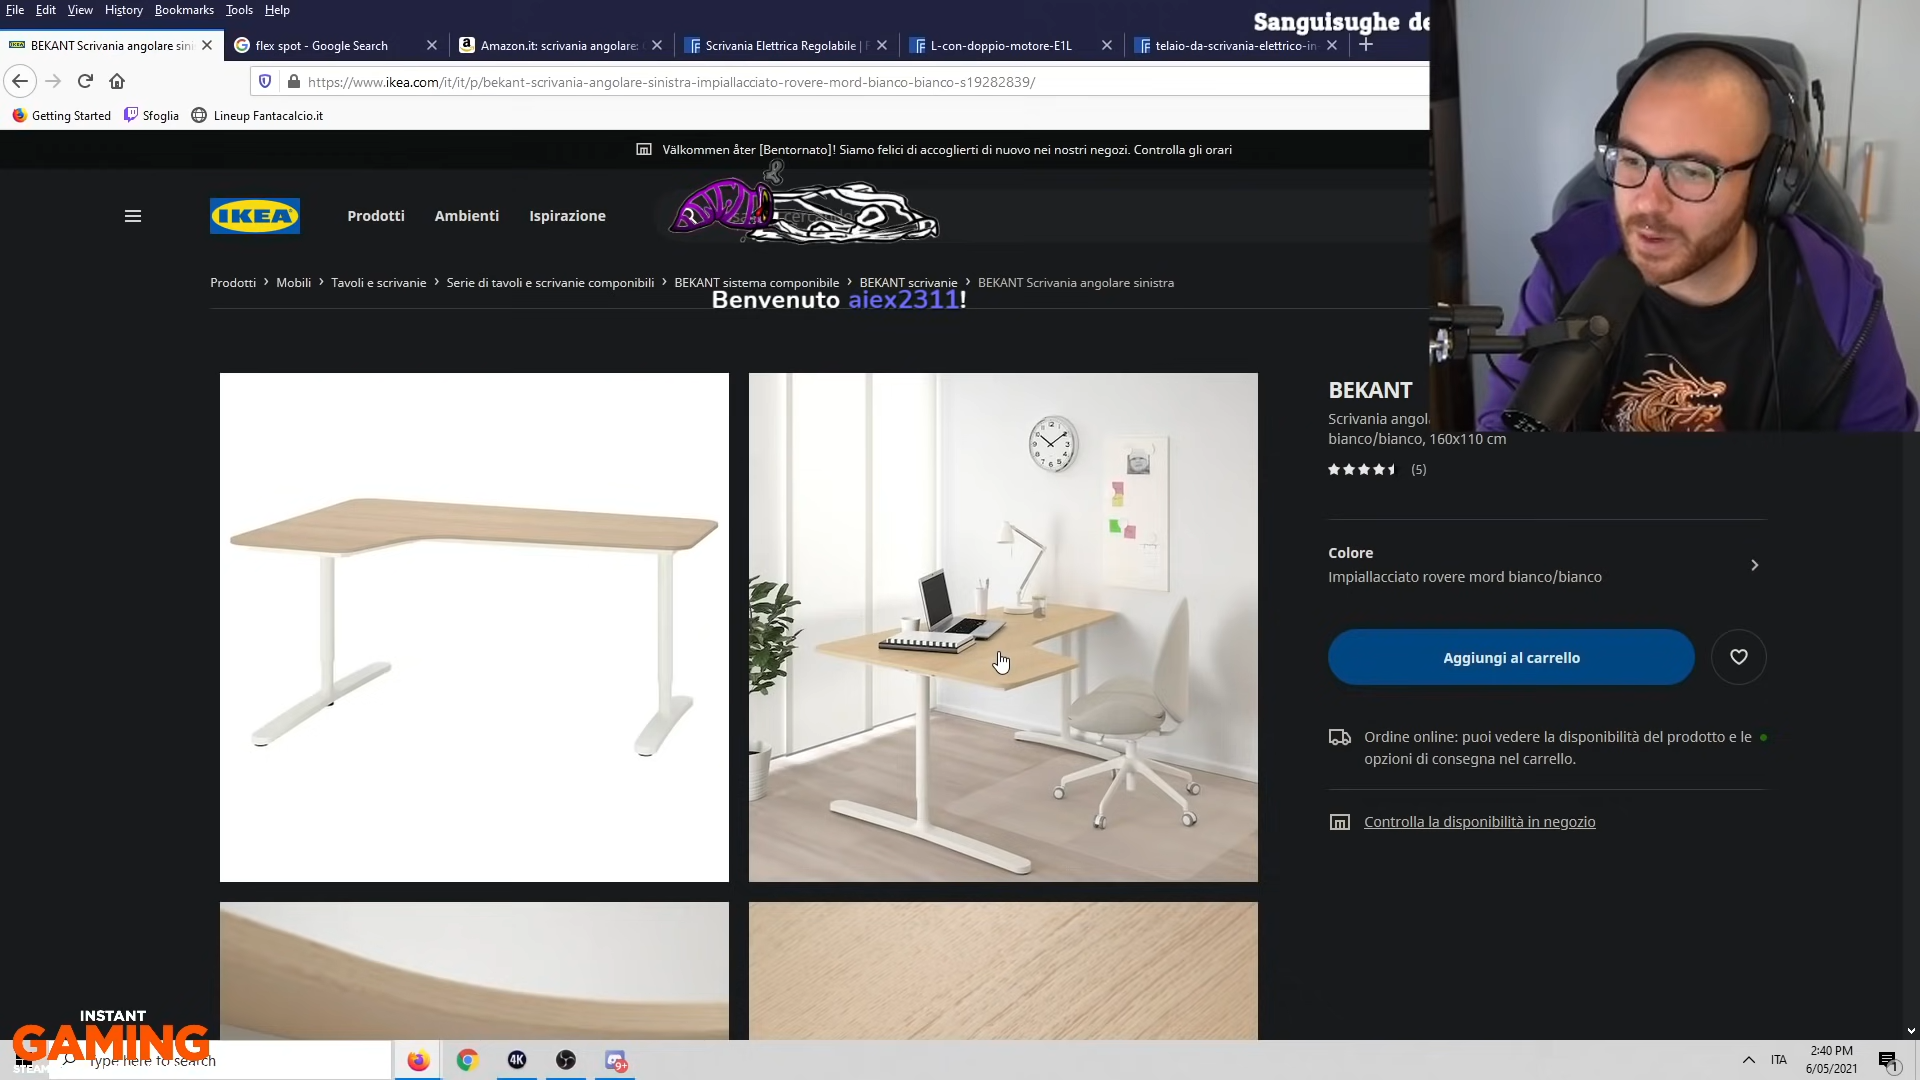 File Edit View History Bookmarks Tools Help
Sanguisughe de
BEKANT Scrivania angolare sini
flex spot - Google Search
Amazon.it: scrivania angolare:
Scrivania Elettrica Regolabile | F
L-con-doppio-motore-E1L
telaio-da-scrivania-elettrico-in
https://www.ikea.com/it/it/p/bekant-scrivania-angolare-sinistra-impiallacciato-rovere-mord-bianco-bianco-s19282839/
Getting Started Sfoglia Lineup Fantacalcio.it
Välkommen åter [Bentornato]! Siamo felici di accoglierti di nuovo nei nostri negozi. Controlla gli orari
IKEA Prodotti Ambienti Ispirazione
Prodotti > Mobili > Tavoli e scrivanie > Serie di tavoli e scrivanie componibili > BEKANT sistema componibile > BEKANT scrivanie > BEKANT Scrivania angolare sinistra
Benvenuto aiex2311!
BEKANT
Scrivania angol
bianco/bianco, 160x110 cm
(5)
Colore
Impiallacciato rovere mord bianco/bianco
Aggiungi al carrello
Ordine online: puoi vedere la disponibilità del prodotto e le
opzioni di consegna nel carrello.
Controlla la disponibilità in negozio
INSTANT
GAMING
Type here to search
4K
9+
ITA
2:40 PM
6/05/2021
1